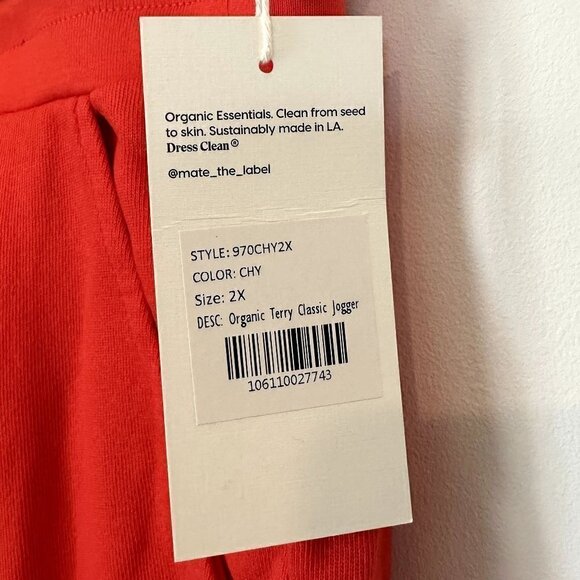 Organic Essentials. Clean from seed
to skin. Sustainably made in LA.
Dress Clean®
@mate_the_label
STYLE: 970CHY2X
COLOR: CHY
Size: 2X
DESC: Organic Terry Classic Jogger
106110027743